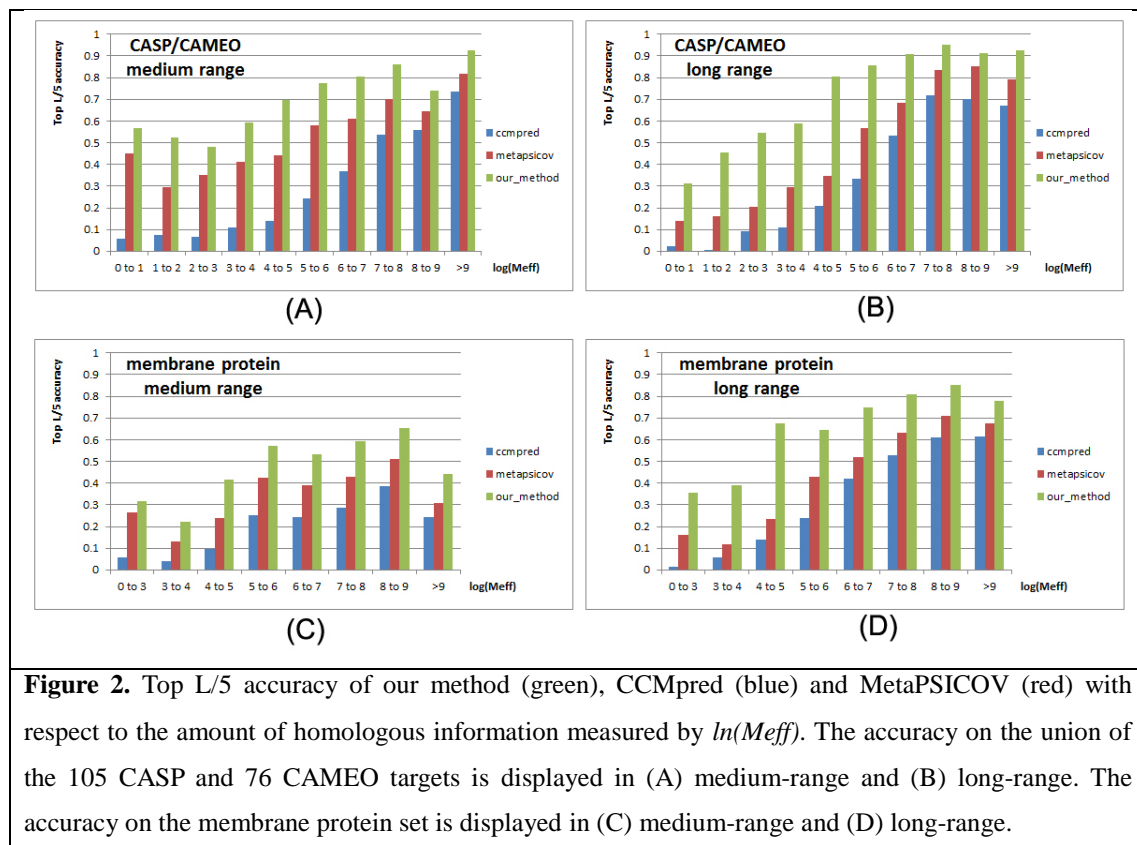 CASP/CAMEO
medium range
Top L/5 accuracy
1
0.9
0.8
0.7
0.6
0.5
0.4
0.3
0.2
0.1
0
0 to 1 1 to 2 2 to 3 3 to 4 4 to 5 5 to 6 6 to 7 7 to 8 8 to 9 >9 log(Meff)
ccmpred
metapsicov
our_method
(A)
CASP/CAMEO
long range
Top L/5 accuracy
1
0.9
0.8
0.7
0.6
0.5
0.4
0.3
0.2
0.1
0
0 to 1 1 to 2 2 to 3 3 to 4 4 to 5 5 to 6 6 to 7 7 to 8 8 to 9 >9 log(Meff)
ccmpred
metapsicov
our_method
(B)
membrane protein
medium range
Top L/5 accuracy
1
0.9
0.8
0.7
0.6
0.5
0.4
0.3
0.2
0.1
0
0 to 3 3 to 4 4 to 5 5 to 6 6 to 7 7 to 8 8 to 9 >9 log(Meff)
ccmpred
metapsicov
our_method
(C)
membrane protein
long range
Top L/5 accuracy
1
0.9
0.8
0.7
0.6
0.5
0.4
0.3
0.2
0.1
0
0 to 3 3 to 4 4 to 5 5 to 6 6 to 7 7 to 8 8 to 9 >9 log(Meff)
ccmpred
metapsicov
our_method
(D)
Figure 2. Top L/5 accuracy of our method (green), CCMpred (blue) and MetaPSICOV (red) with
respect to the amount of homologous information measured by ln(Meff). The accuracy on the union of
the 105 CASP and 76 CAMEO targets is displayed in (A) medium-range and (B) long-range. The
accuracy on the membrane protein set is displayed in (C) medium-range and (D) long-range.